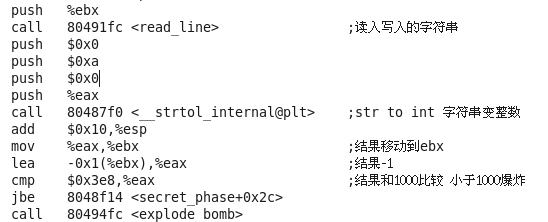 push %ebx
call 80491fc <read_line> ;读入写入的字符串
push $0x0
push $0xa
push $0x0
push %eax
call 80487f0 <__strtol_internal@plt> ;str to int 字符串变整数
add $0x10,%esp
mov %eax,%ebx ;结果移动到ebx
lea -0x1(%ebx),%eax ;结果-1
cmp $0x3e8,%eax ;结果和1000比较 小于1000爆炸
jbe 8048f14 <secret_phase+0x2c>
call 80494fc <explode_bomb>